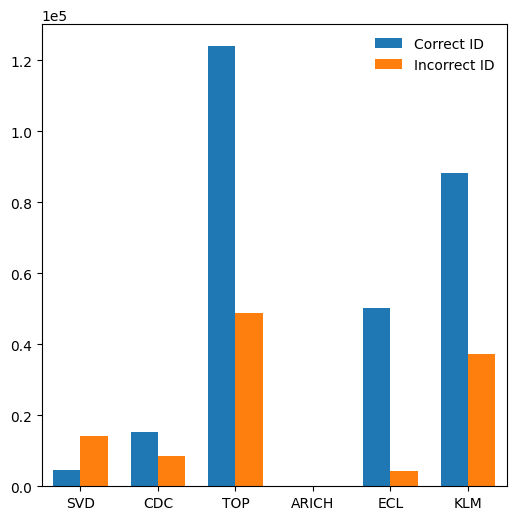 1e5
Correct ID
Incorrect ID
1.2
1.0
0.8
0.6
0.4
0.2
0.0
SVD CDC TOP ARICH ECL KLM